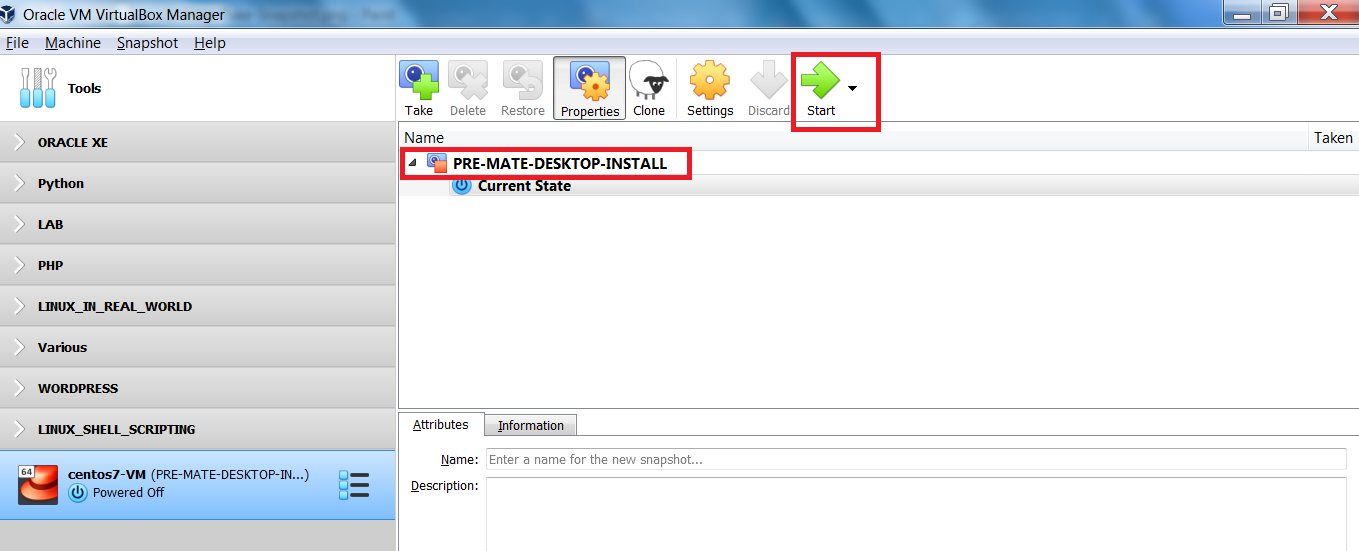 Oracle VM VirtualBox Manager
File Machine Snapshot Help
Tools
Take Delete Restore Properties Clone Settings Discard Start
Name Taken
PRE-MATE-DESKTOP-INSTALL
Current State
ORACLE XE
Python
LAB
PHP
LINUX_IN_REAL_WORLD
Various
WORDPRESS
LINUX_SHELL_SCRIPTING
64
centos7-VM (PRE-MATE-DESKTOP-IN...)
Powered Off
Attributes Information
Name: Enter a name for the new snapshot...
Description: